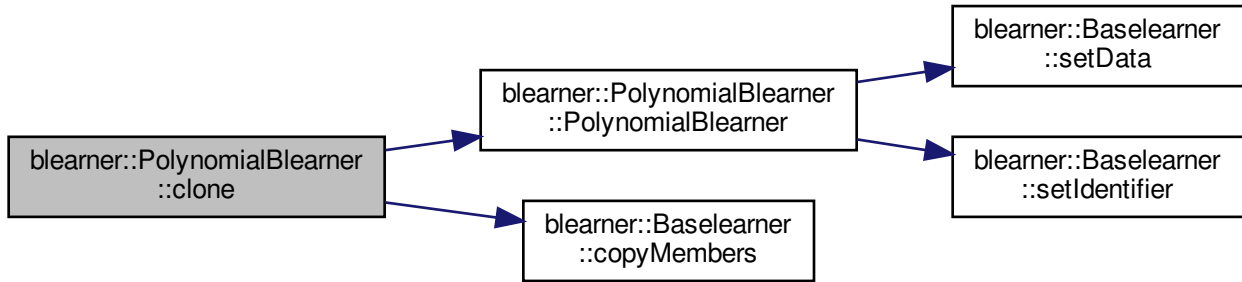 blearner::PolynomialBlearner
::clone
blearner::PolynomialBlearner
::PolynomialBlearner
blearner::Baselearner
::setData
blearner::Baselearner
::setIdentifier
blearner::Baselearner
::copyMembers